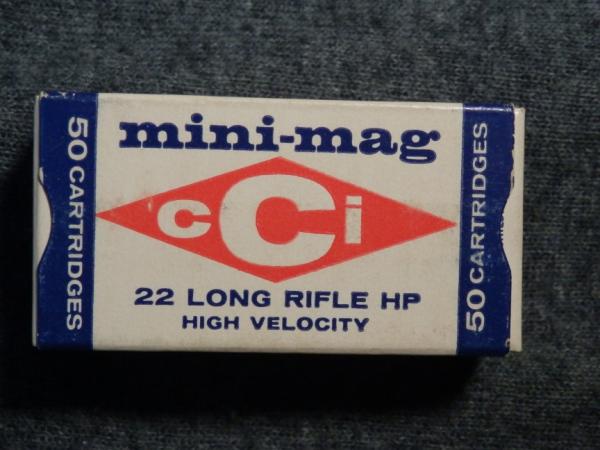 mini-mag
cCi
22 LONG RIFLE HP
HIGH VELOCITY
50 CARTRIDGES
50 CARTRIDGES